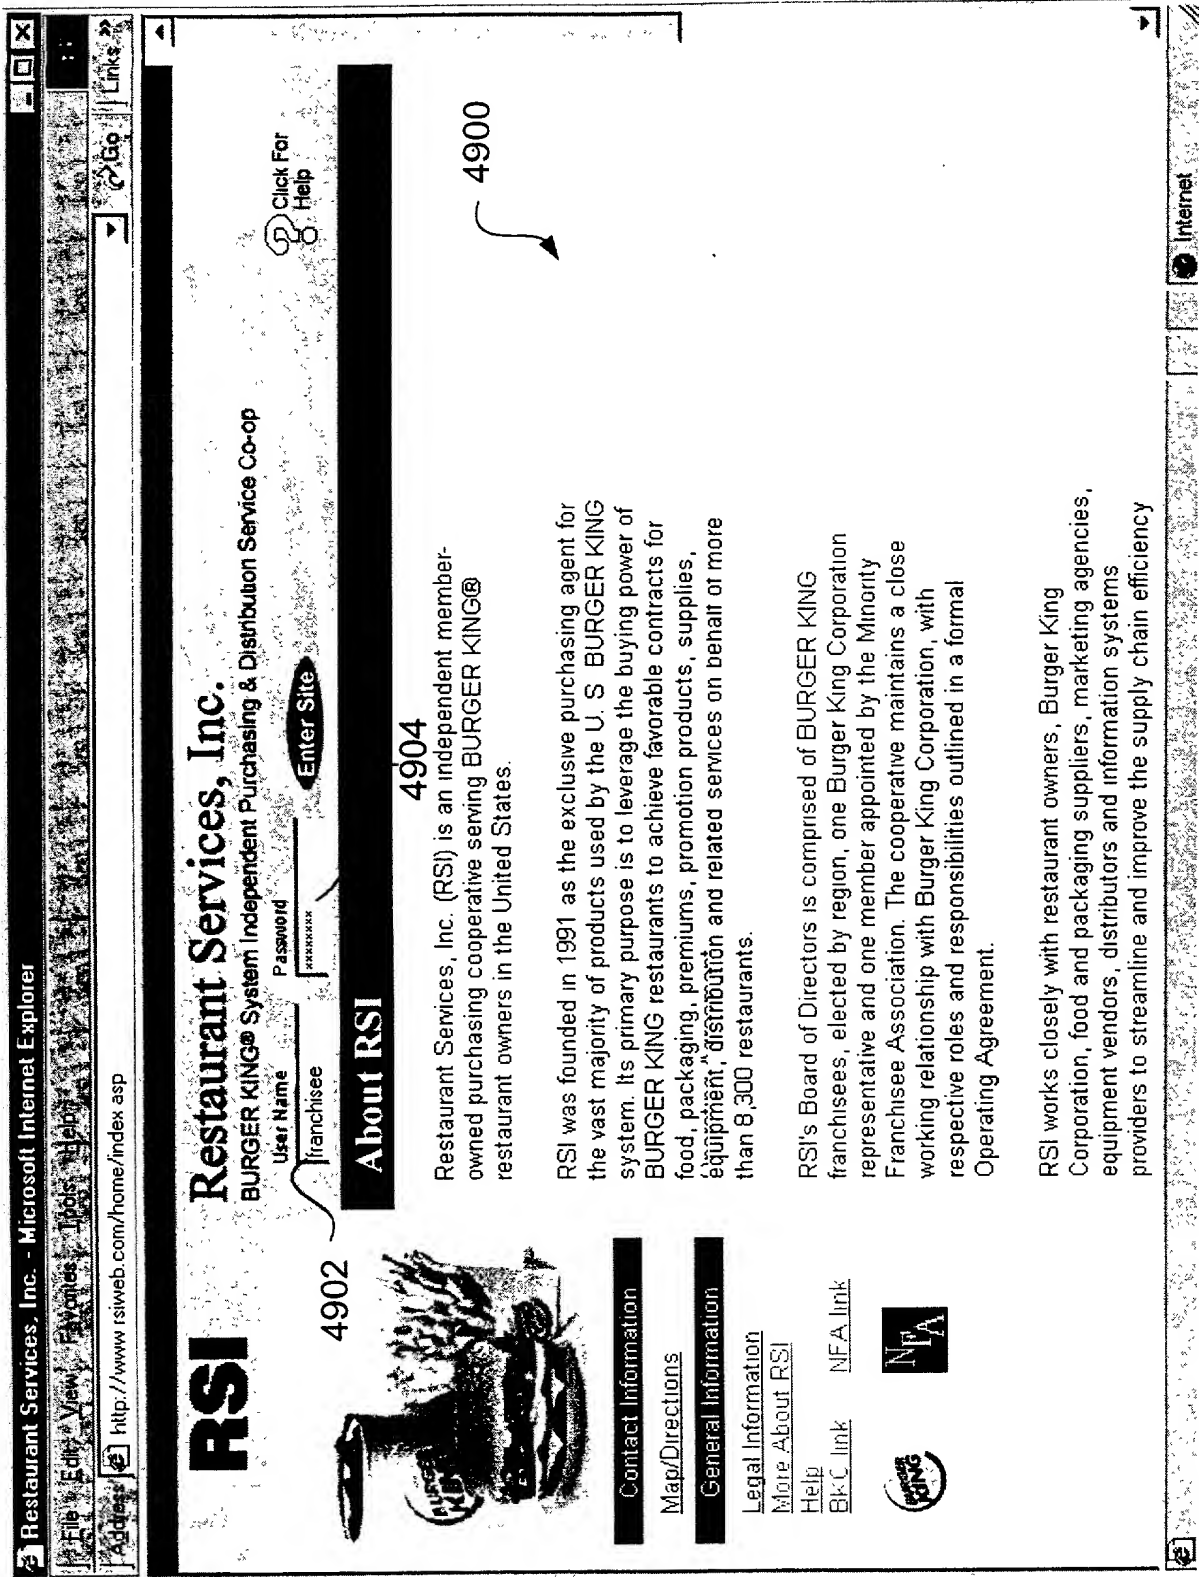 Restaurant Services, Inc. - Microsoft Internet Explorer
File Edit View Favorites Tools Help
Address http://www rsiweb.com/home/index asp Go Links »
RSI
Restaurant Services, Inc.
BURGER KING® System Independent Purchasing & Distribution Service Co-op
User Name Password
franchisee xxxxxxxxx Enter Site
Click For
Help
4902
4904
4900
About RSI
BURGER
KING
Restaurant Services, Inc. (RSI) is an independent member-
owned purchasing cooperative serving BURGER KING®
restaurant owners in the United States.
RSI was founded in 1991 as the exclusive purchasing agent for
the vast majority of products used by the U. S BURGER KING
system. Its primary purpose is to leverage the buying power of
BURGER KING restaurants to achieve favorable contracts for
food, packaging, premiums, promotion products, supplies,
equipment, distribution and related services on behalf of more
than 8,300 restaurants.
RSI's Board of Directors is comprised of BURGER KING
franchisees, elected by region, one Burger King Corporation
representative and one member appointed by the Minority
Franchisee Association. The cooperative maintains a close
working relationship with Burger King Corporation, with
respective roles and responsibilities outlined in a formal
Operating Agreement.
RSI works closely with restaurant owners, Burger King
Corporation, food and packaging suppliers, marketing agencies,
equipment vendors, distributors and information systems
providers to streamline and improve the supply chain efficiency
Contact Information
Map/Directions
General Information
Legal Information
More About RSI
Help
BKC link NFA link
BURGER
KING
NFA
Internet